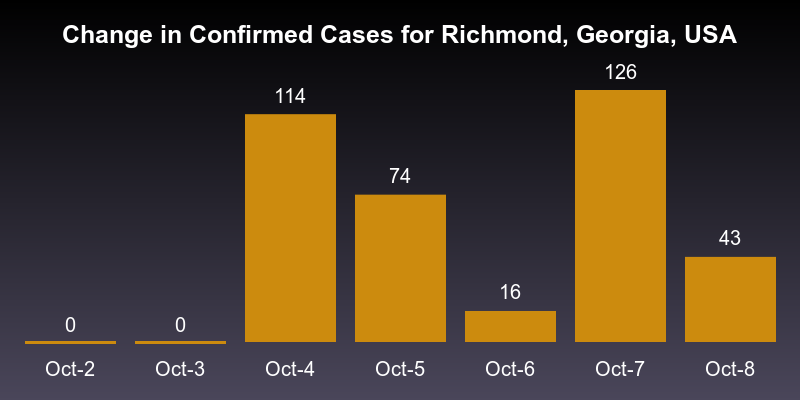 Change in Confirmed Cases for Richmond, Georgia, USA
0
0
114
74
16
126
43
Oct-2
Oct-3
Oct-4
Oct-5
Oct-6
Oct-7
Oct-8